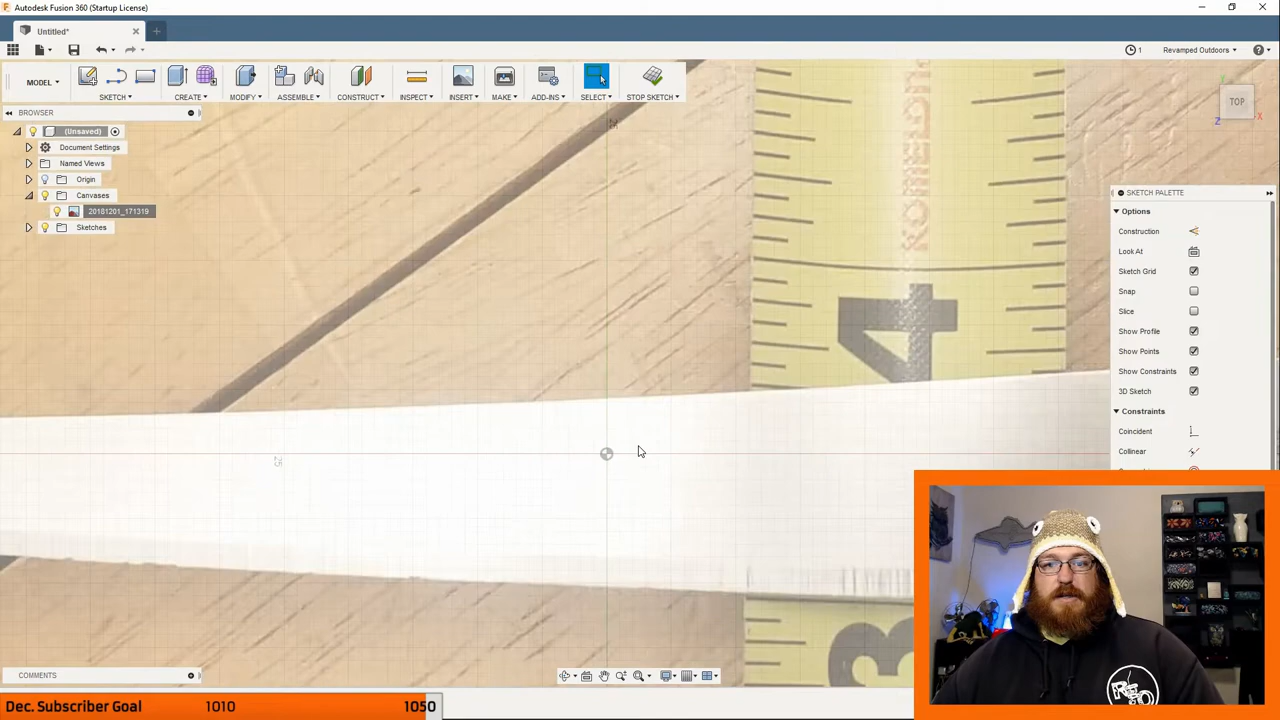 Autodesk Fusion 360 (Startup License)
Untitled*
1 Revamped Outdoors
MODEL
SKETCH CREATE MODIFY ASSEMBLE CONSTRUCT INSPECT INSERT MAKE ADD-INS SELECT STOP SKETCH
TOP
Y
X
Z
BROWSER
(Unsaved)
Document Settings
Named Views
Origin
Canvases
20181201_171319
Sketches
KOMELON
4
3
25
SKETCH PALETTE
Options
Construction
Look At
Sketch Grid
Snap
Slice
Show Profile
Show Points
Show Constraints
3D Sketch
Constraints
Coincident
Collinear
COMMENTS
Dec. Subscriber Goal 1010 1050